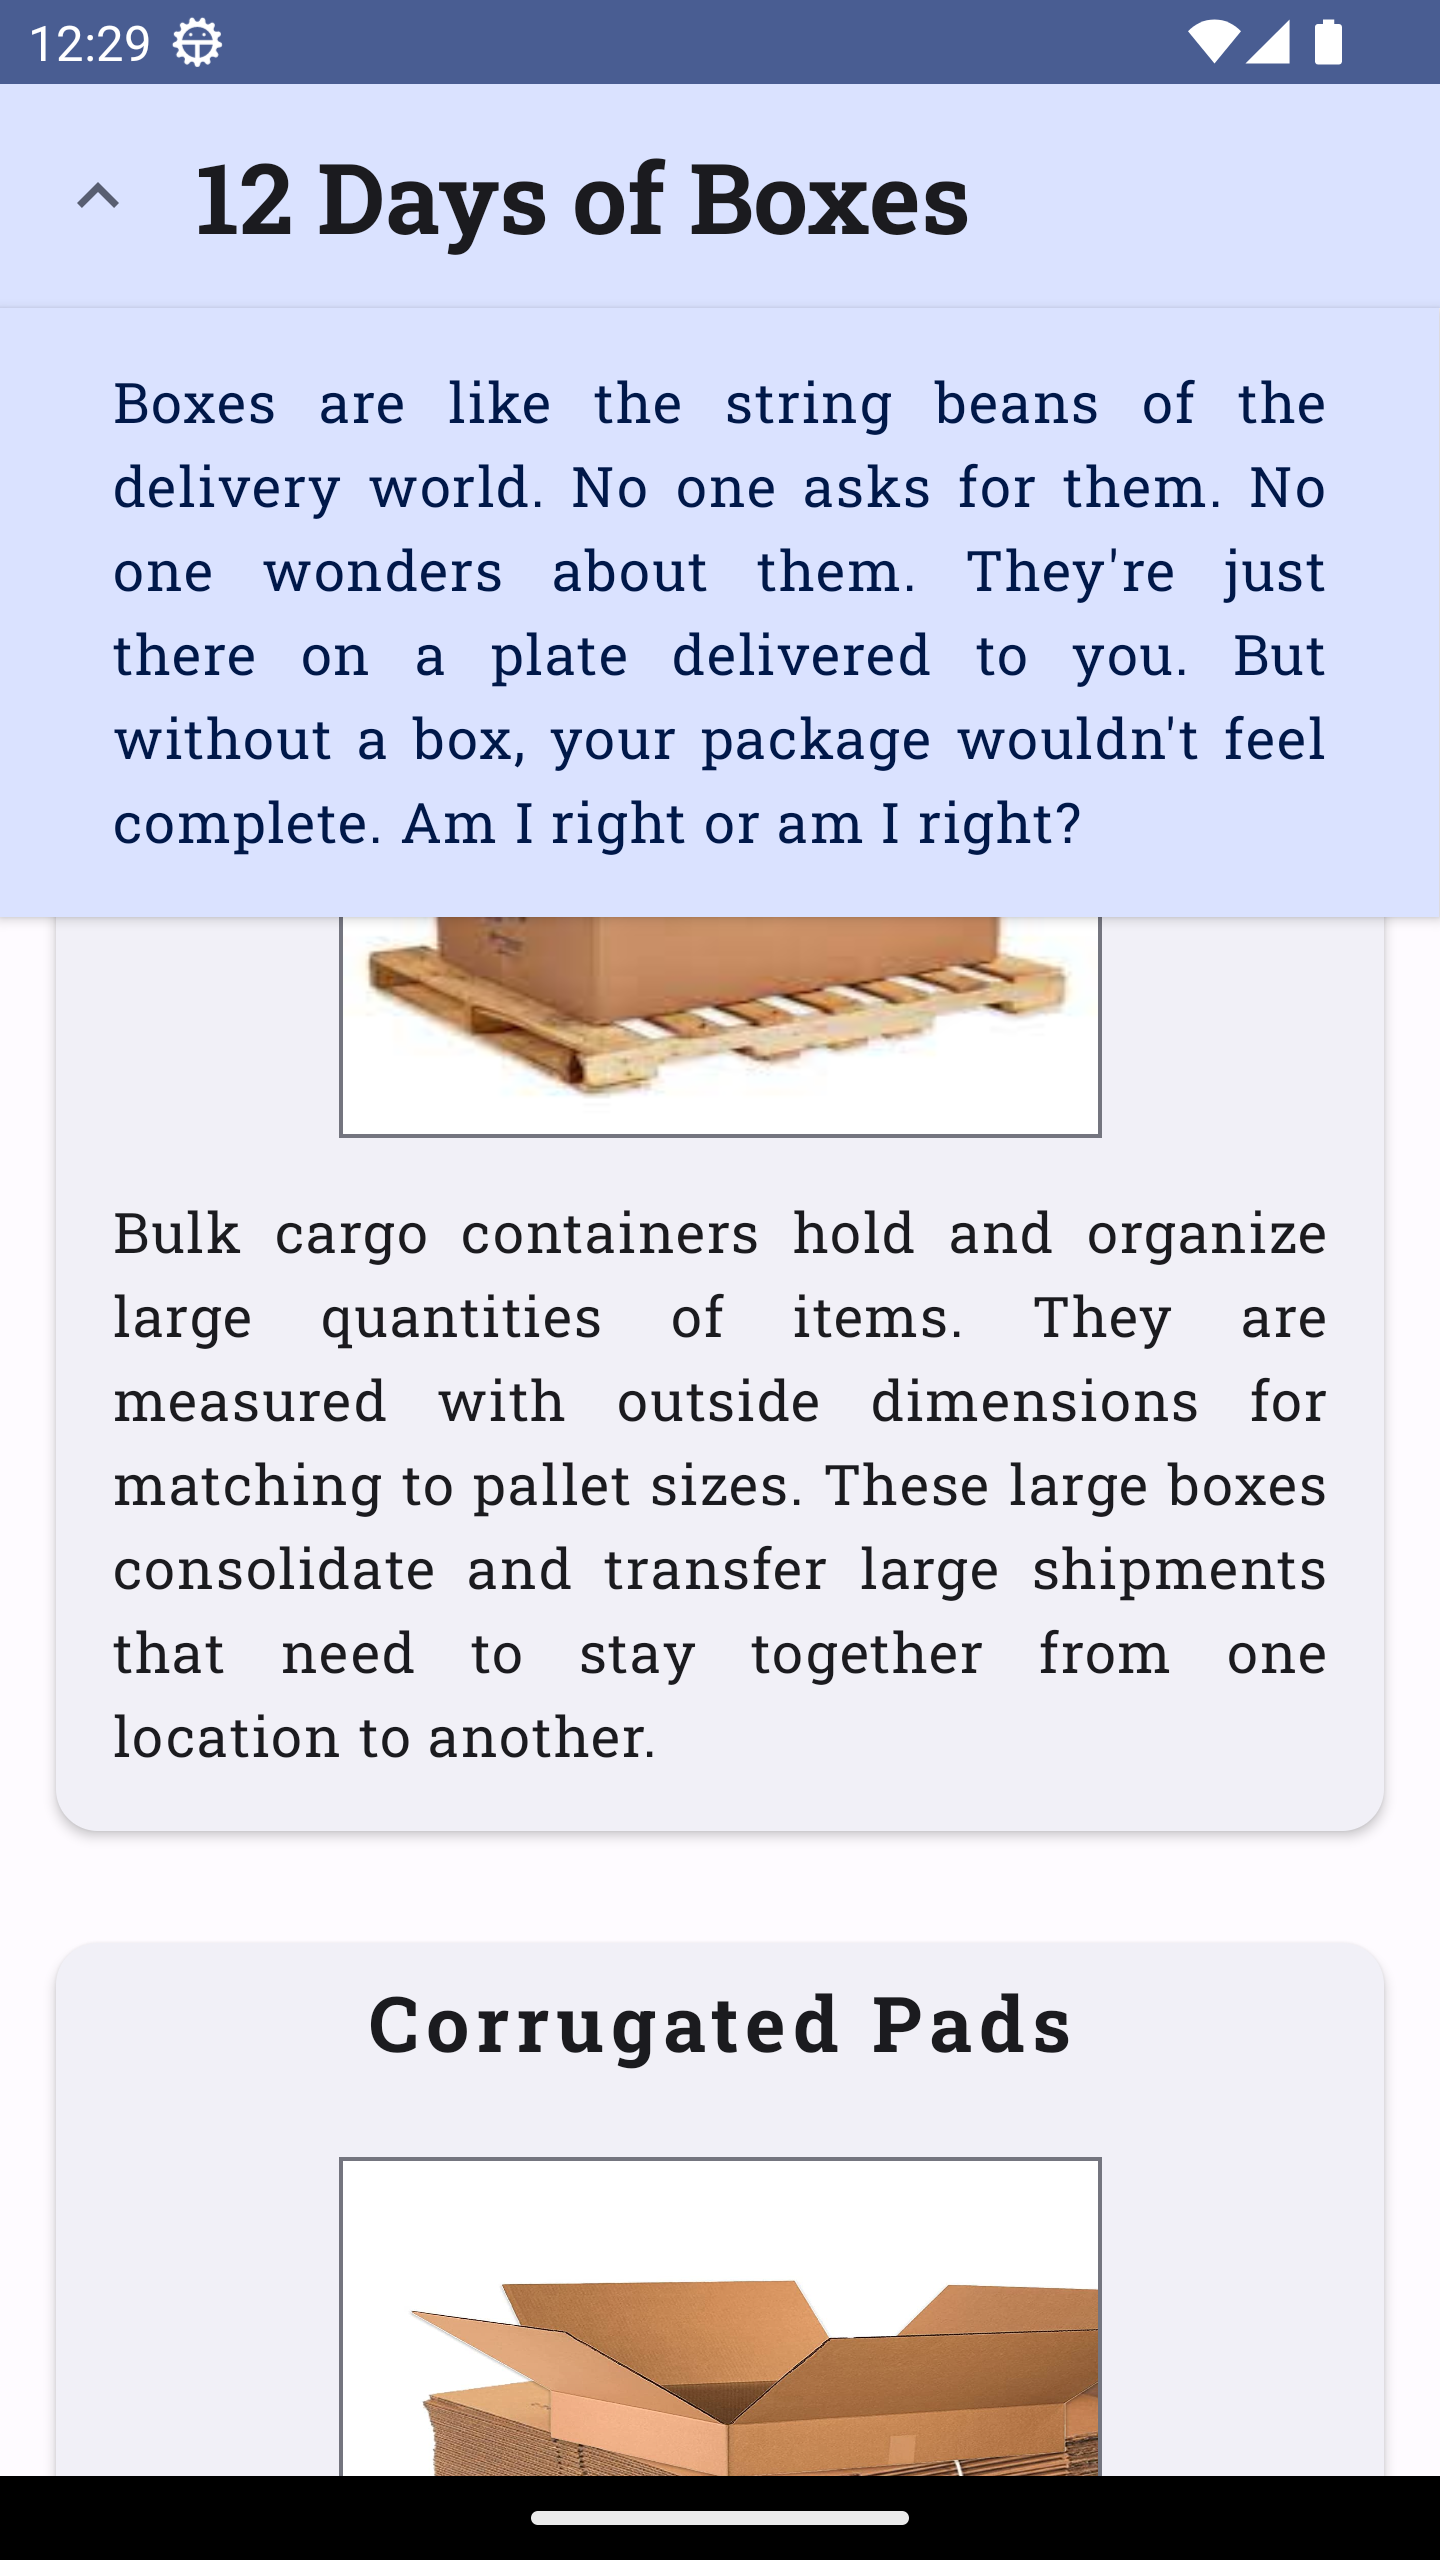 12:29
12 Days of Boxes
Boxes are like the string beans of the
delivery world. No one asks for them. No
one wonders about them. They're just
there on a plate delivered to you. But
without a box, your package wouldn't feel
complete. Am I right or am I right?
Bulk cargo containers hold and organize
large quantities of items. They are
measured with outside dimensions for
matching to pallet sizes. These large boxes
consolidate and transfer large shipments
that need to stay together from one
location to another.
Corrugated Pads